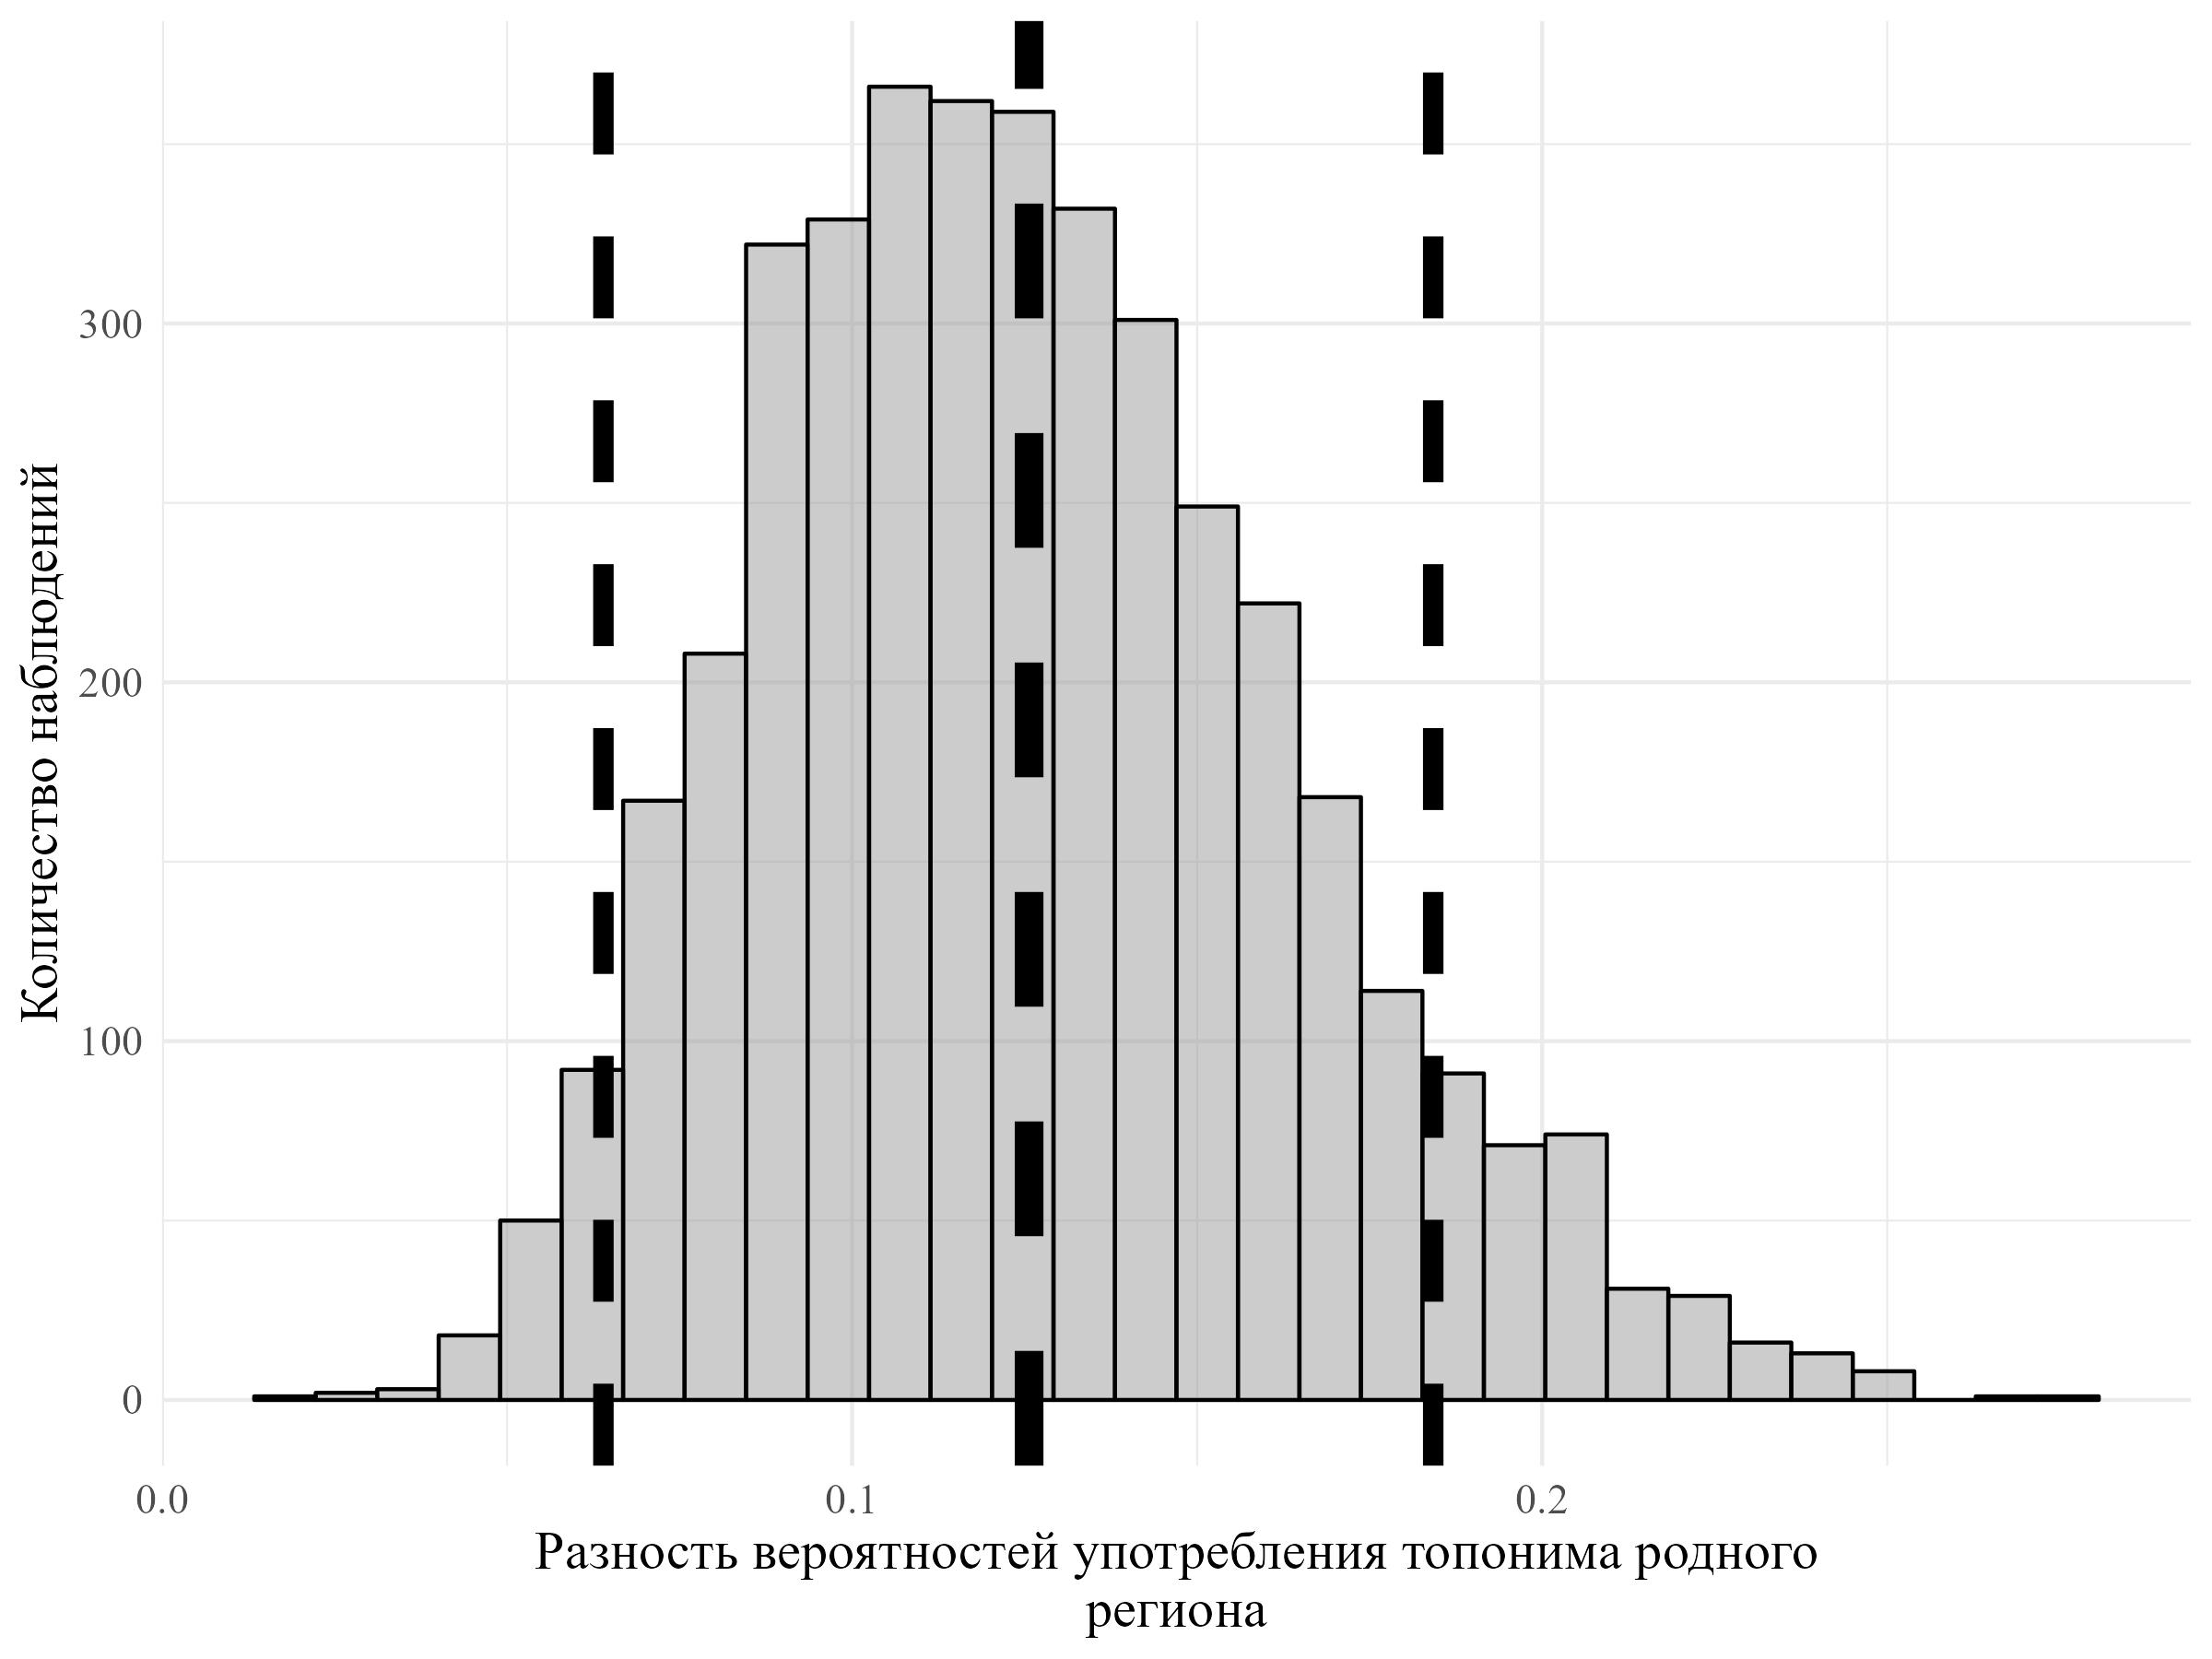 Количество наблюдений
300
200
100
0
0.0 0.1 0.2
Разность вероятностей употребления топонима родного
региона